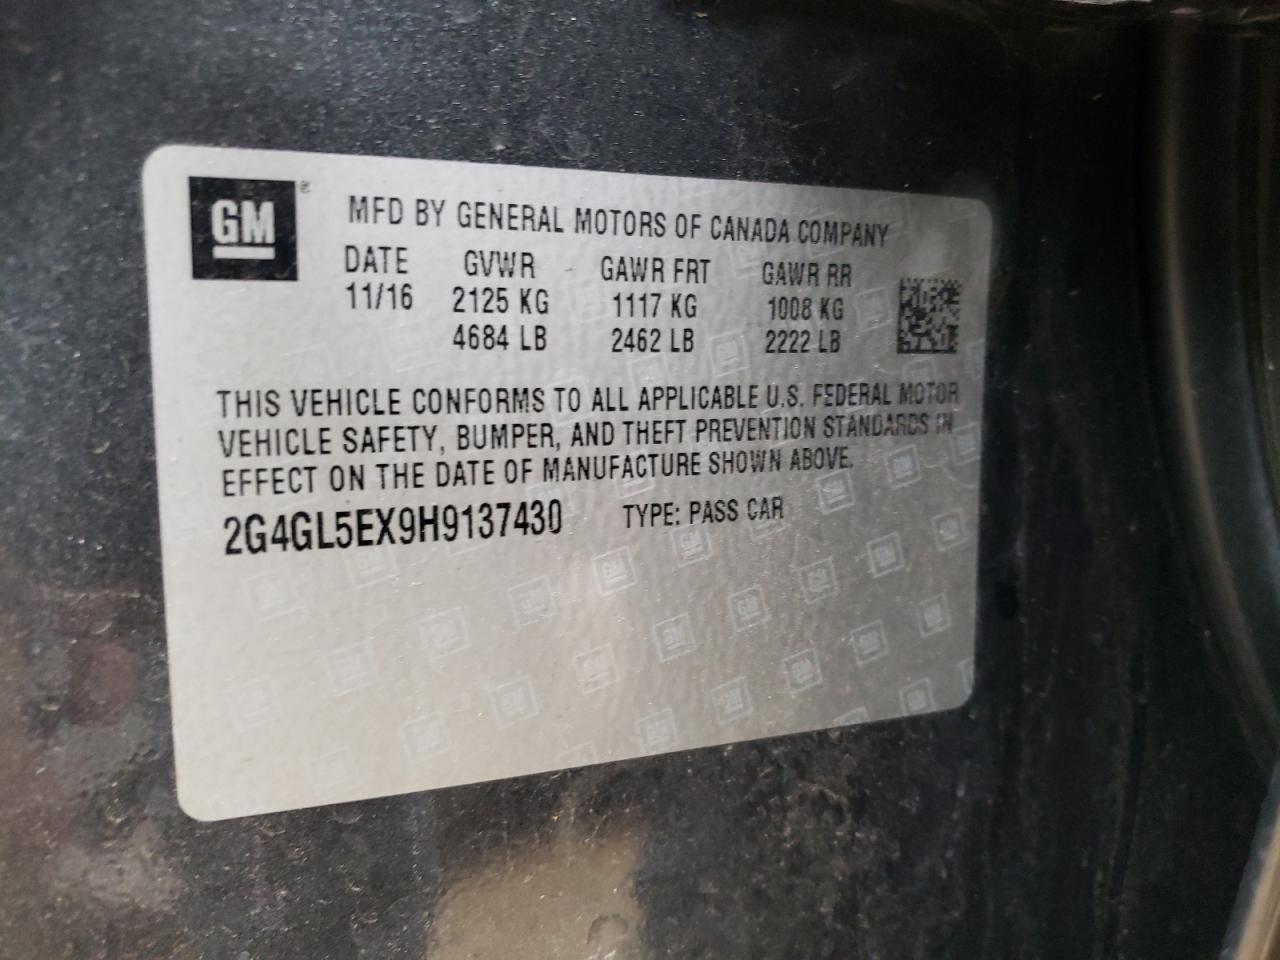 GM ®
MFD BY GENERAL MOTORS OF CANADA COMPANY
DATE GVWR GAWR FRT GAWR RR
11/16 2125 KG 1117 KG 1008 KG
4684 LB 2462 LB 2222 LB
THIS VEHICLE CONFORMS TO ALL APPLICABLE U.S. FEDERAL MOTOR
VEHICLE SAFETY, BUMPER, AND THEFT PREVENTION STANDARDS IN
EFFECT ON THE DATE OF MANUFACTURE SHOWN ABOVE.
2G4GL5EX9H9137430 TYPE: PASS CAR